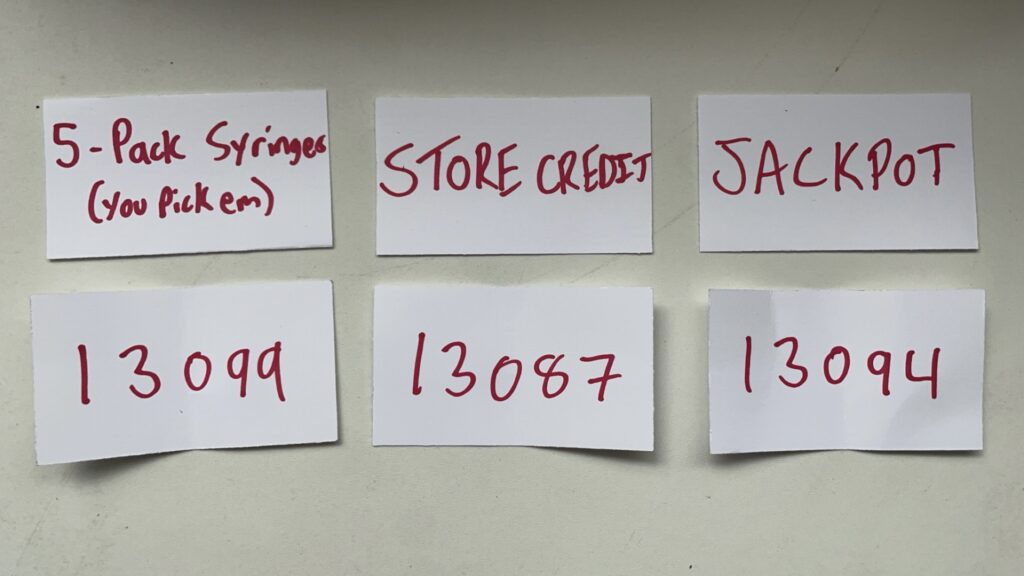 5-Pack Syringes
(You Pick em)
STORE CREDIT
JACKPOT
13099
13087
13094